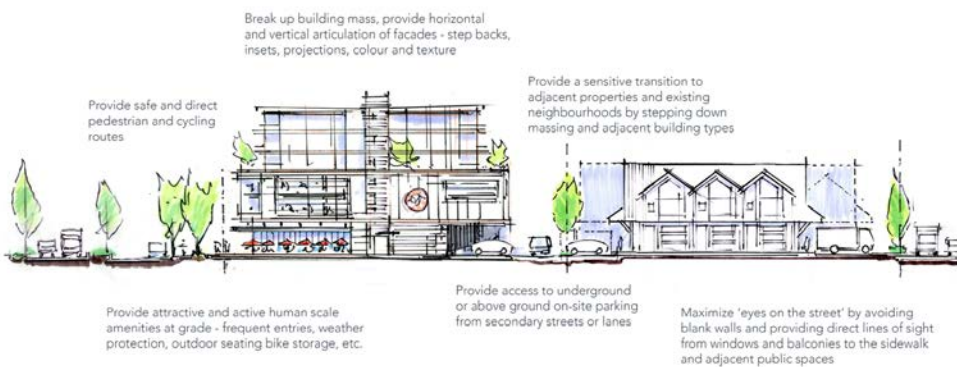 Break up building mass, provide horizontal
and vertical articulation of facades - step backs,
insets, projections, colour and texture
Provide safe and direct
pedestrian and cycling
routes
Provide a sensitive transition to
adjacent properties and existing
neighbourhoods by stepping down
massing and adjacent building types
Provide attractive and active human scale
amenities at grade - frequent entries, weather
protection, outdoor seating bike storage, etc.
Provide access to underground
or above ground on-site parking
from secondary streets or lanes
Maximize ‘eyes on the street’ by avoiding
blank walls and providing direct lines of sight
from windows and balconies to the sidewalk
and adjacent public spaces